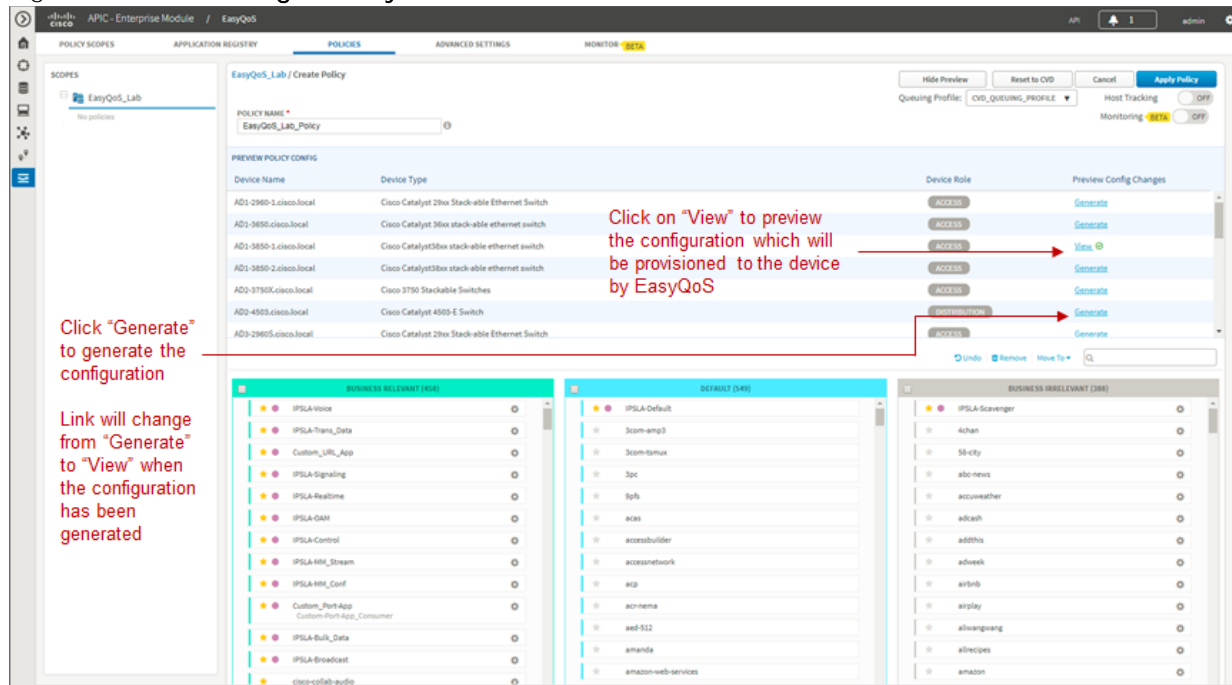 CISCO APIC - Enterprise Module / EasyQoS API 1 admin
POLICY SCOPES APPLICATION REGISTRY POLICIES ADVANCED SETTINGS MONITOR BETA
SCOPES
EasyQoS_Lab
No policies
EasyQoS_Lab / Create Policy
Hide Preview Reset to CVD Cancel Apply Policy
Queuing Profile: CVD_QUEUING_PROFILE Host Tracking OFF
Monitoring BETA OFF
POLICY NAME *
EasyQoS_Lab_Policy
PREVIEW POLICY CONFIG
Device Name Device Type Device Role Preview Config Changes
AD1-2960-1.cisco.local Cisco Catalyst 29xx Stack-able Ethernet Switch ACCESS Generate
AD1-3650.cisco.local Cisco Catalyst 36xx stack-able ethernet switch ACCESS Generate
AD1-3850-1.cisco.local Cisco Catalyst38xx stack-able ethernet switch ACCESS View
AD1-3850-2.cisco.local Cisco Catalyst38xx stack-able ethernet switch ACCESS Generate
AD2-3750X.cisco.local Cisco 3750 Stackable Switches ACCESS Generate
AD2-4503.cisco.local Cisco Catalyst 4503-E Switch DISTRIBUTION Generate
AD3-2960S.cisco.local Cisco Catalyst 29xx Stack-able Ethernet Switch ACCESS Generate
Click on “View” to preview
the configuration which will
be provisioned to the device
by EasyQoS
Click “Generate”
to generate the
configuration
Link will change
from “Generate”
to “View” when
the configuration
has been
generated
Undo Remove Move To
BUSINESS RELEVANT (458)
IPSLA-Voice
IPSLA-Trans_Data
Custom_URL_App
IPSLA-Signaling
IPSLA-Realtime
IPSLA-OAM
IPSLA-Control
IPSLA-MM_Stream
IPSLA-MM_Conf
Custom_Port-App
Custom-Port-App_Consumer
IPSLA-Bulk_Data
IPSLA-Broadcast
cisco-collab-audio
DEFAULT (549)
IPSLA-Default
3com-amp3
3com-tsmux
3pc
9pfs
acas
accessbuilder
accessnetwork
acp
acr-nema
aed-512
amanda
amazon-web-services
BUSINESS IRRELEVANT (388)
IPSLA-Scavenger
4chan
58-city
abc-news
accuweather
adcash
addthis
adweek
airbnb
airplay
aliwangwang
allrecipes
amazon